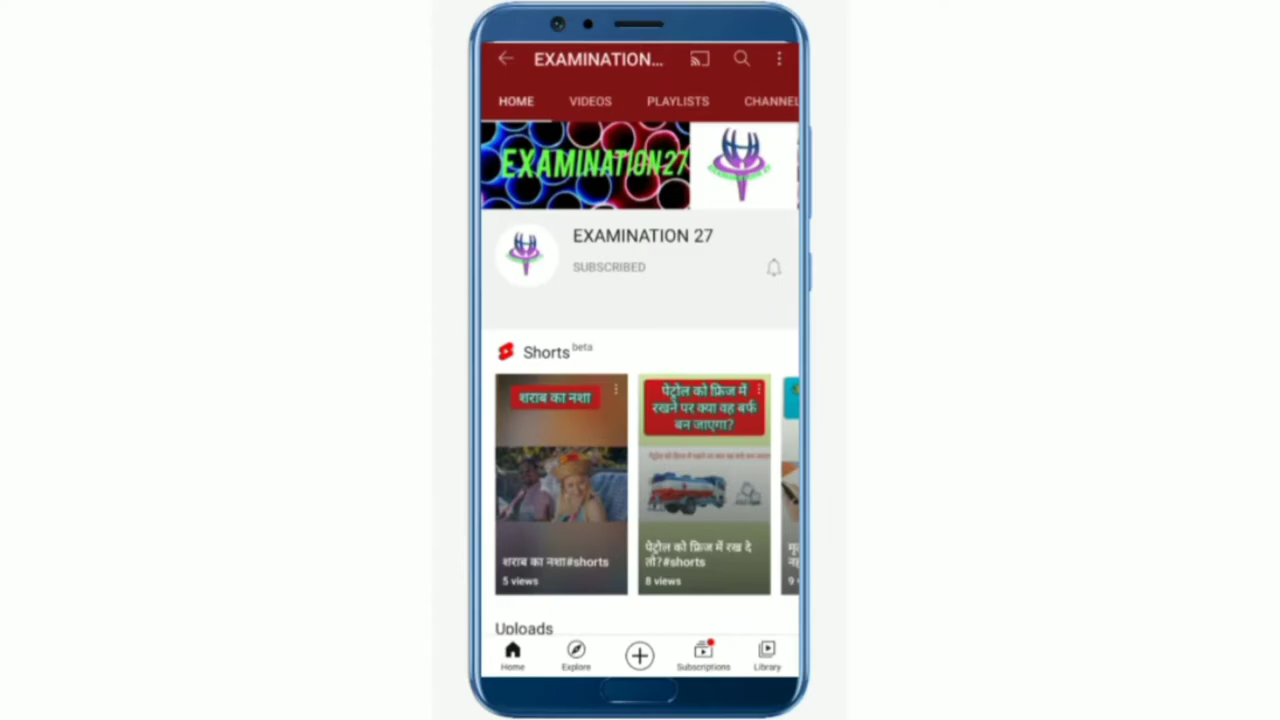 EXAMINATION...
HOME VIDEOS PLAYLISTS CHANNEL
EXAMINATION27
EXAMINATION 27
SUBSCRIBED
Shorts beta
शराब का नशा
शराब का नशा#shorts
5 views
पेट्रोल को फ्रिज में
रखने पर क्या वह बर्फ
बन जाएगा?
पेट्रोल को फ्रिज में रख दे
तो?#shorts
8 views
9
Uploads
Home Explore Subscriptions Library